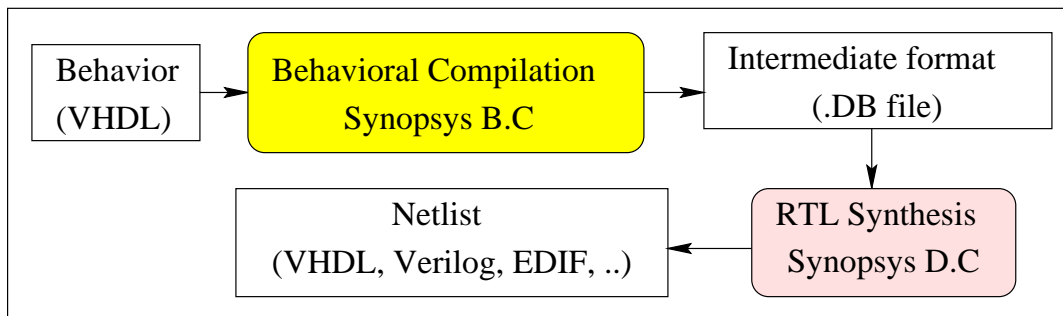 Behavior
(VHDL)
Behavioral Compilation
Synopsys B.C
Intermediate format
(.DB file)
RTL Synthesis
Synopsys D.C
Netlist
(VHDL, Verilog, EDIF, ..)